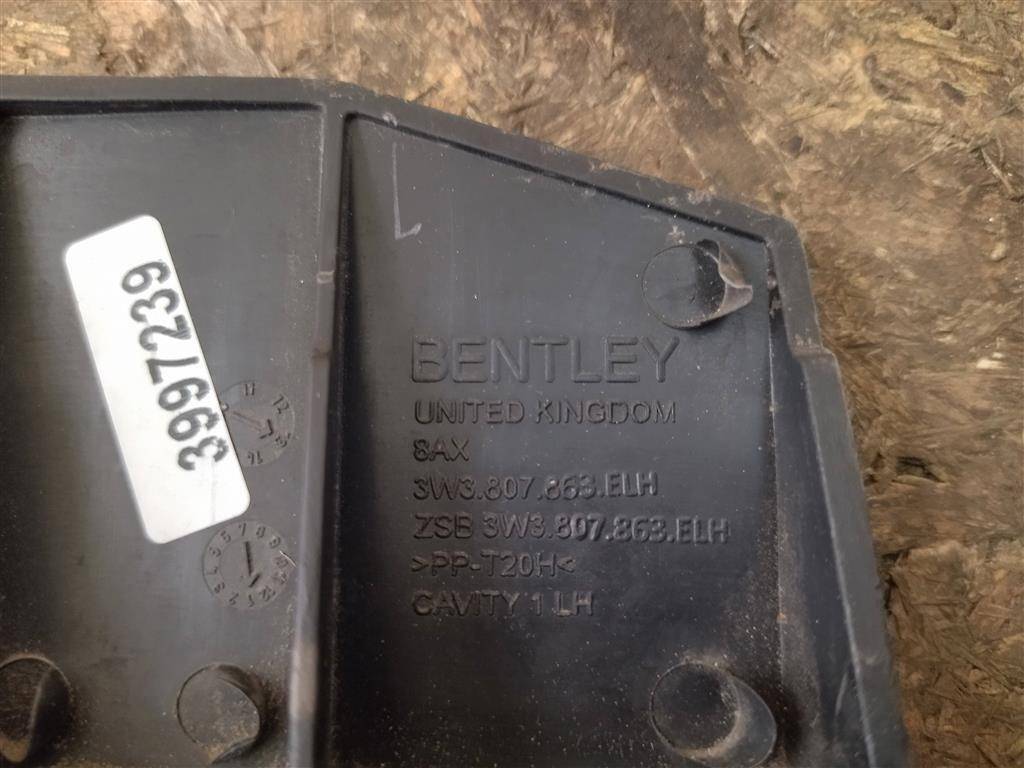 3997239
BENTLEY
UNITED KINGDOM
8AX
3W3.807.863.ELH
ZSB 3W3.807.863.ELH
>PP-T20H<
CAVITY 1 LH